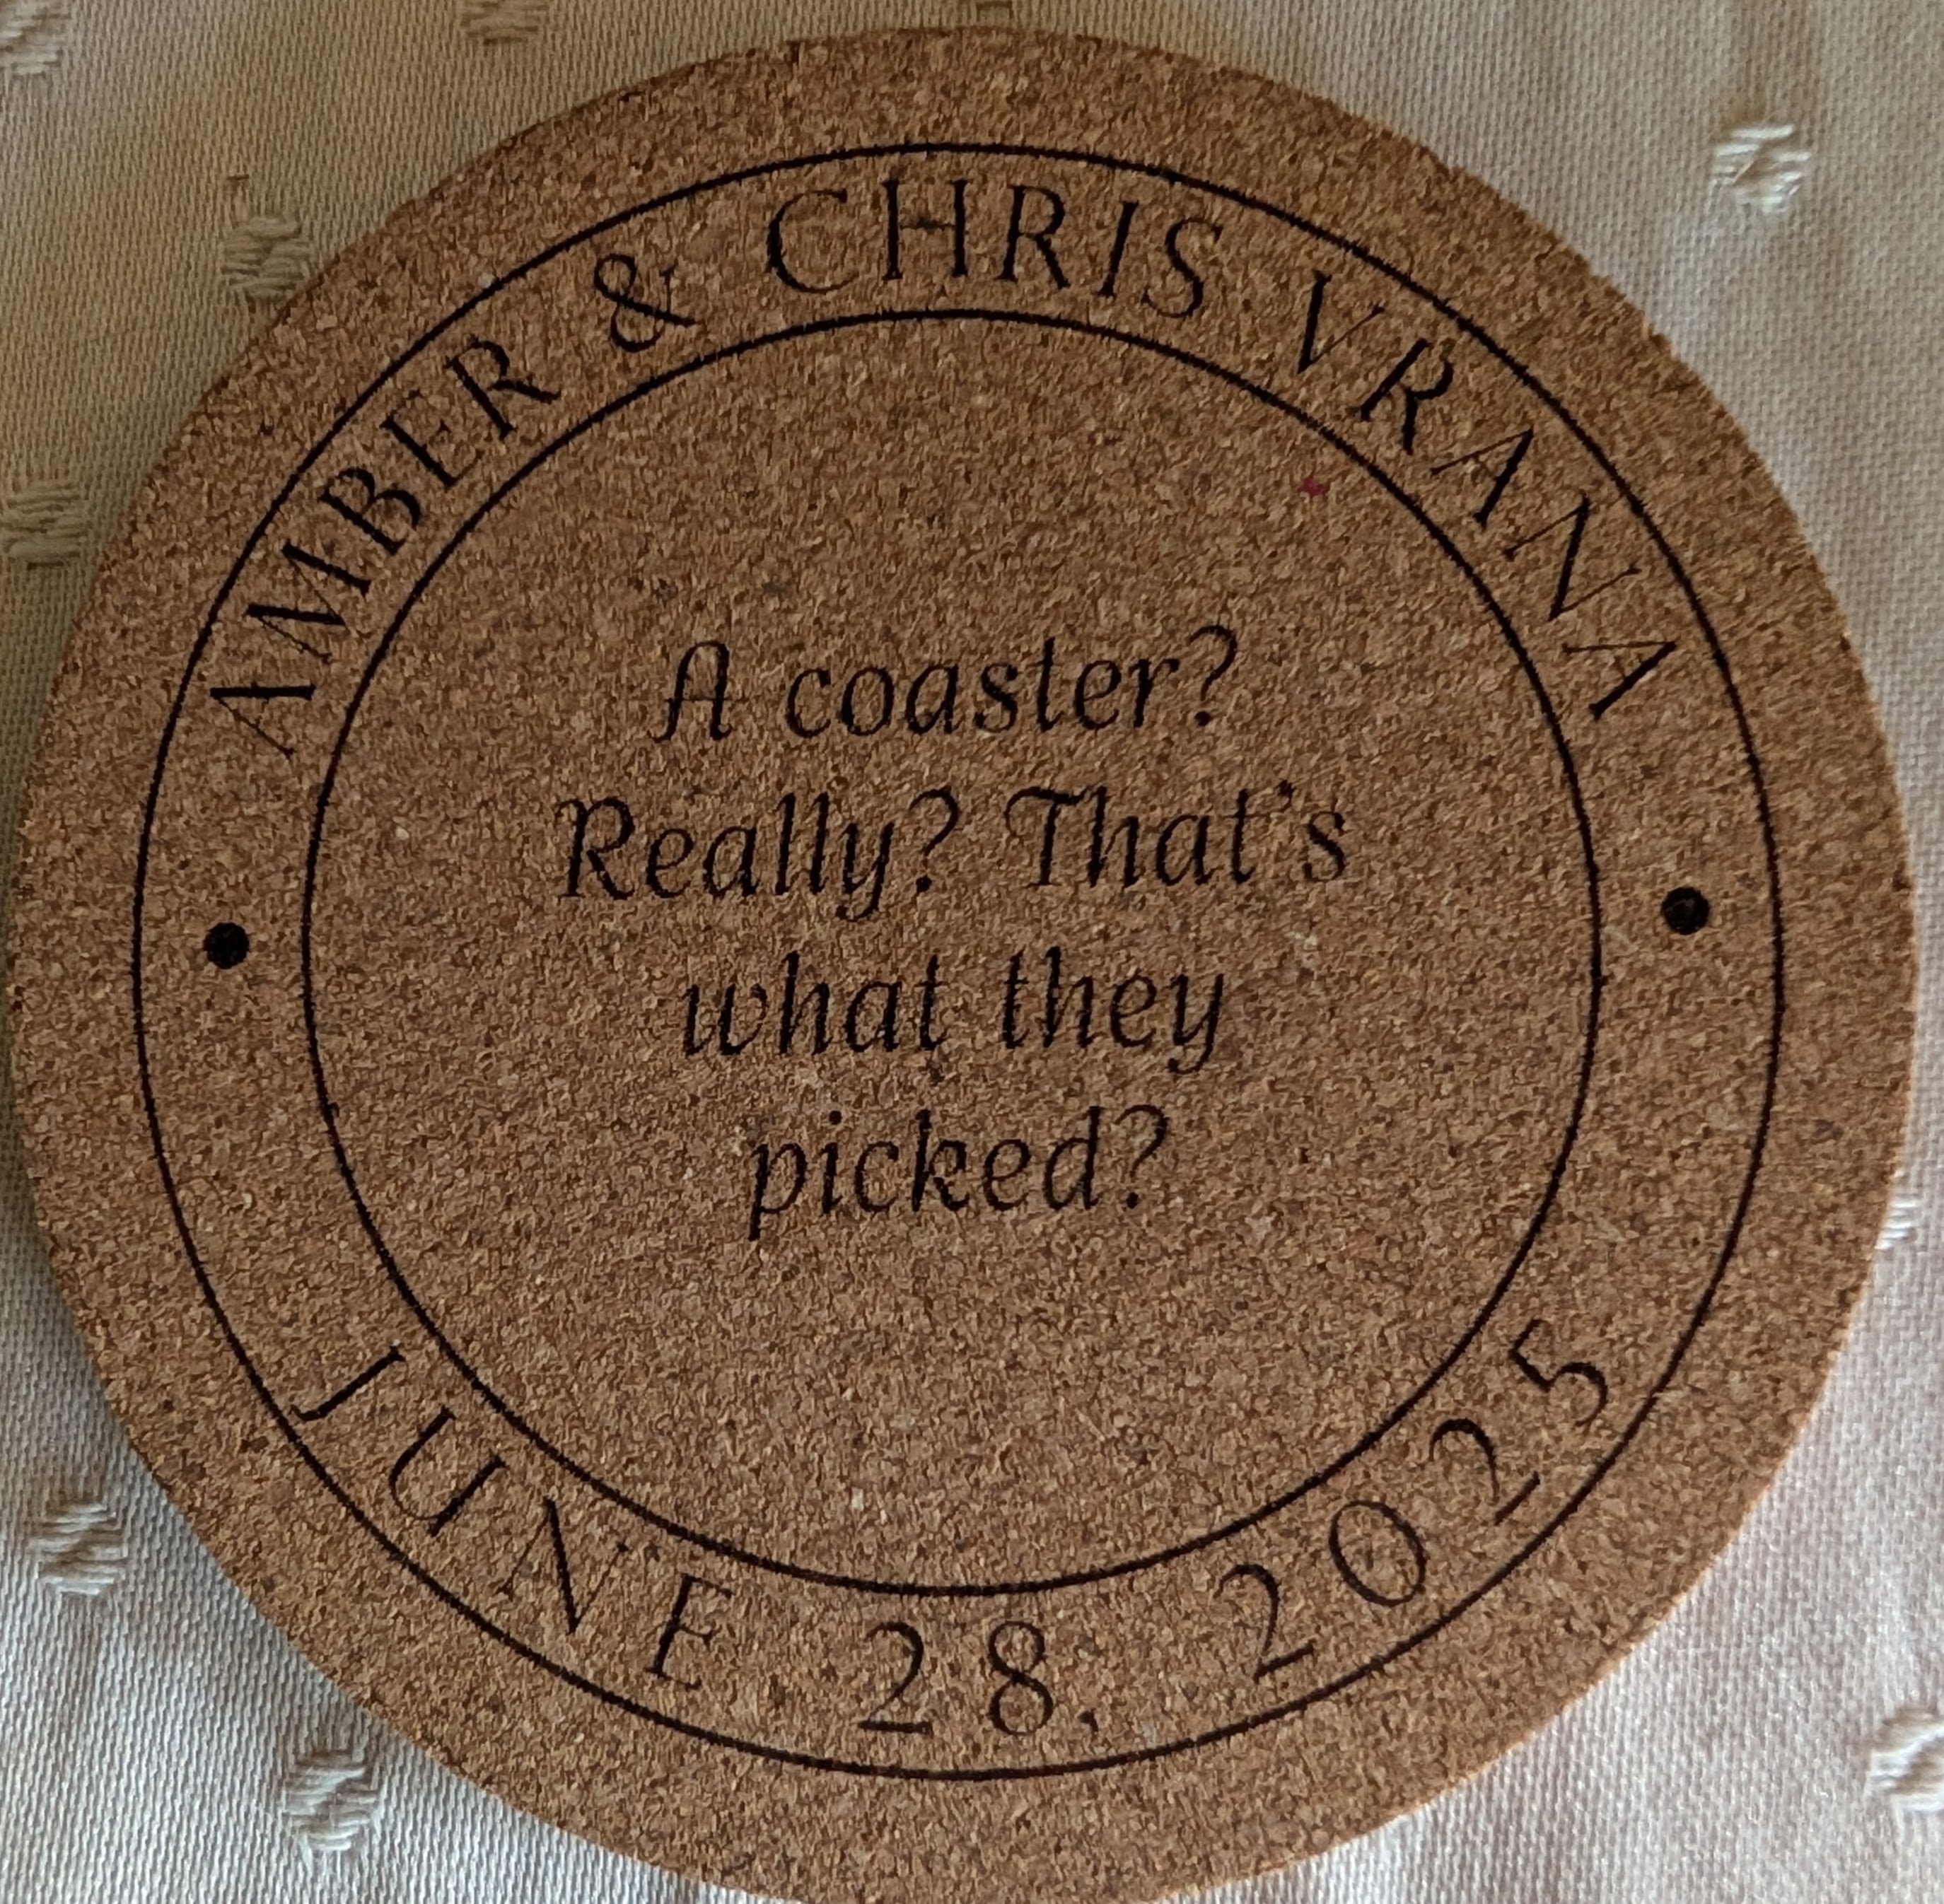 AMBER & CHRIS VRANA
A coaster?
Really? That's
what they
picked?
JUNE 28, 2025